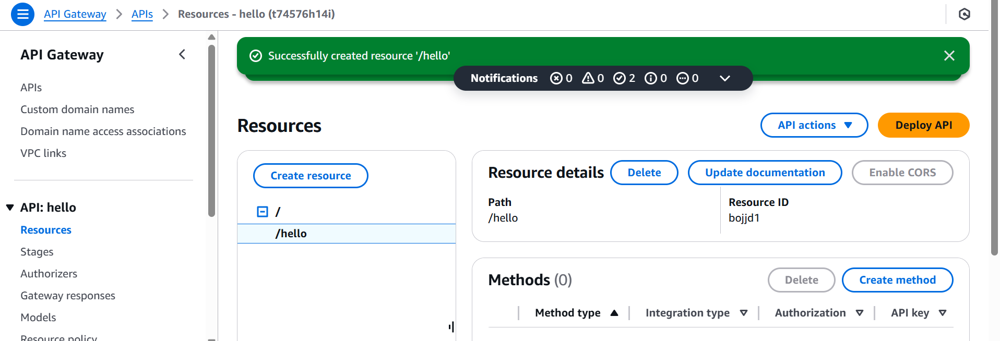 API Gateway > APIs > Resources - hello (t74576h14i)
API Gateway
APIs
Custom domain names
Domain name access associations
VPC links
API: hello
Resources
Stages
Authorizers
Gateway responses
Models
Resource policy
Successfully created resource '/hello'
Notifications 0 0 2 0 0
Resources
API actions
Deploy API
Create resource
/
/hello
Resource details
Delete
Update documentation
Enable CORS
Path
/hello
Resource ID
bojjd1
Methods (0)
Delete
Create method
Method type
Integration type
Authorization
API key